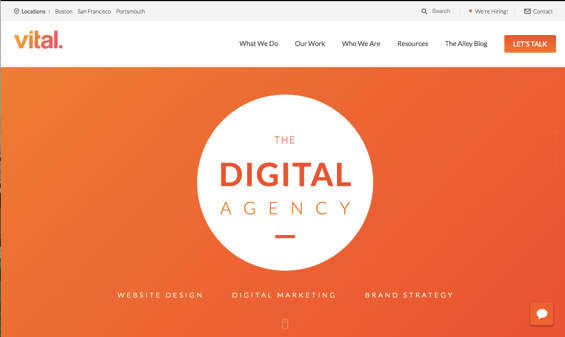 Locations : Boston San Francisco Portsmouth Search We're Hiring! Contact
vital. What We Do Our Work Who We Are Resources The Alley Blog LET'S TALK
THE
DIGITAL
AGENCY
WEBSITE DESIGN DIGITAL MARKETING BRAND STRATEGY